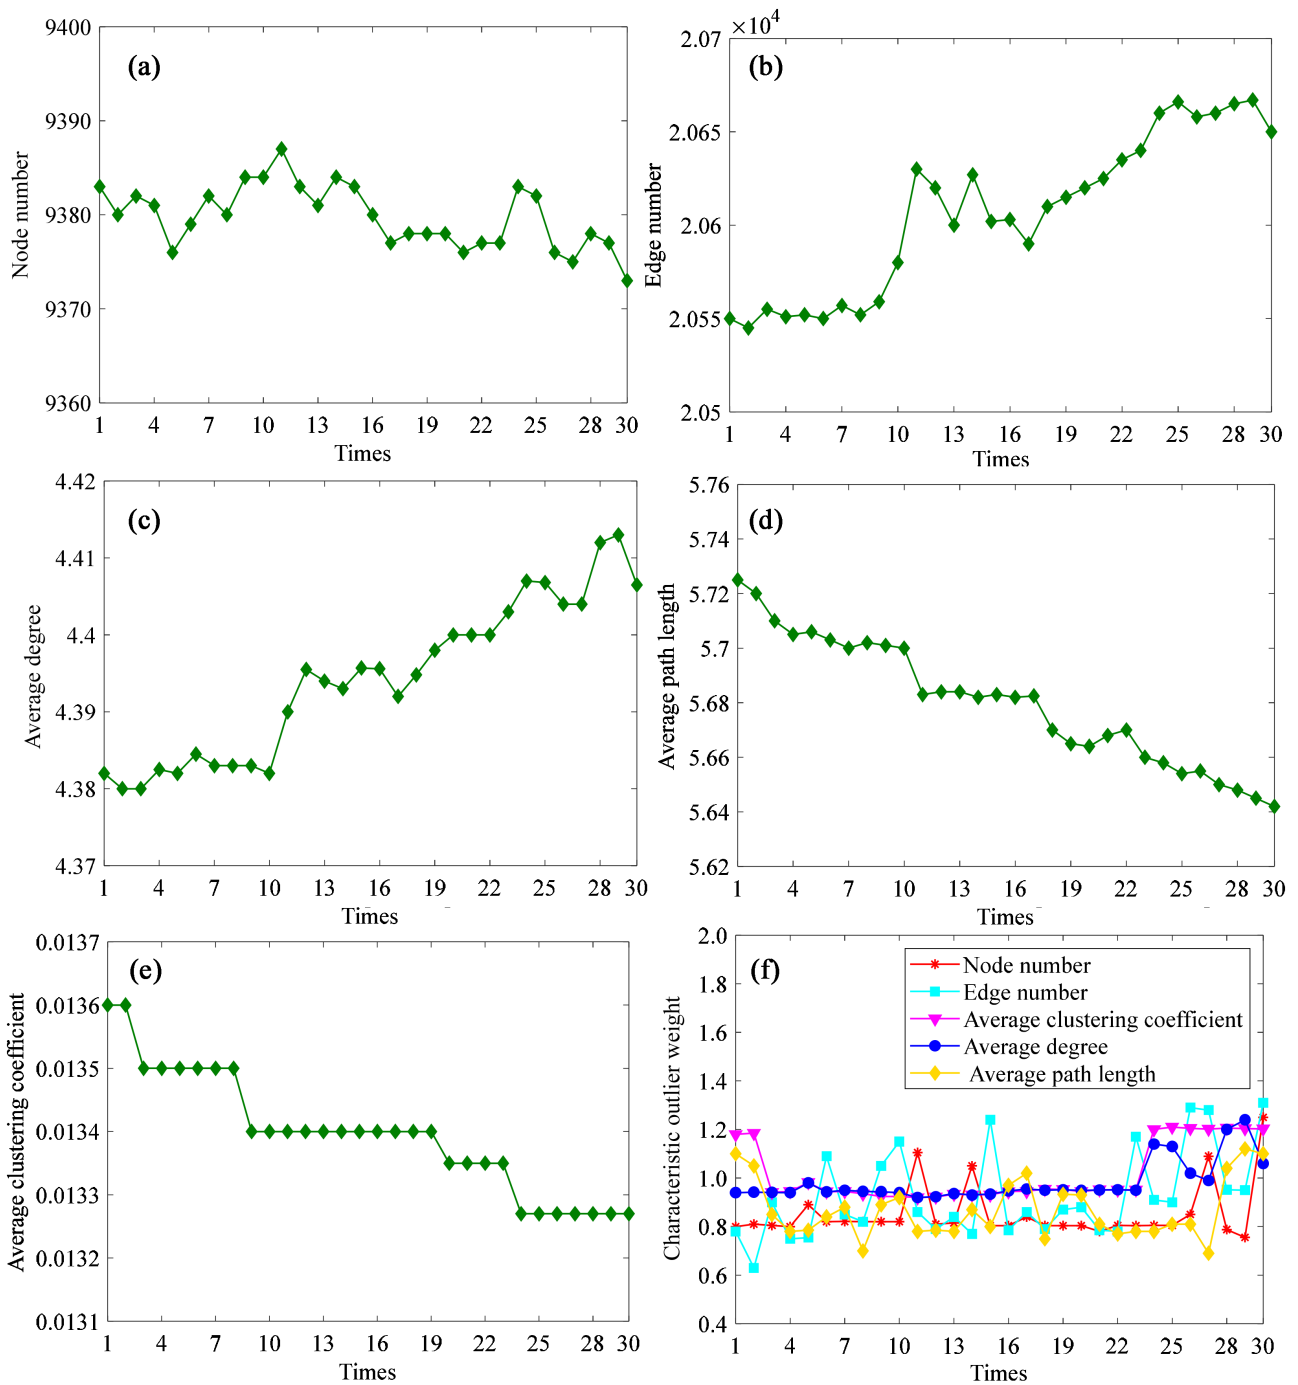 (a)
Node number
9400
9390
9380
9370
9360
1 4 7 10 13 16 19 22 25 28 30
Times
(b)
×10⁴
Edge number
2.07
2.065
2.06
2.055
2.05
1 4 7 10 13 16 19 22 25 28 30
Times
(c)
Average degree
4.42
4.41
4.4
4.39
4.38
4.37
1 4 7 10 13 16 19 22 25 28 30
Times
(d)
Average path length
5.76
5.74
5.72
5.7
5.68
5.66
5.64
5.62
1 4 7 10 13 16 19 22 25 28 30
Times
(e)
Average clustering coefficient
0.0137
0.0136
0.0135
0.0134
0.0133
0.0132
0.0131
1 4 7 10 13 16 19 22 25 28 30
Times
(f)
Characteristic outlier weight
2.0
1.8
1.6
1.4
1.2
1.0
0.8
0.6
0.4
Node number
Edge number
Average clustering coefficient
Average degree
Average path length
1 4 7 10 13 16 19 22 25 28 30
Times